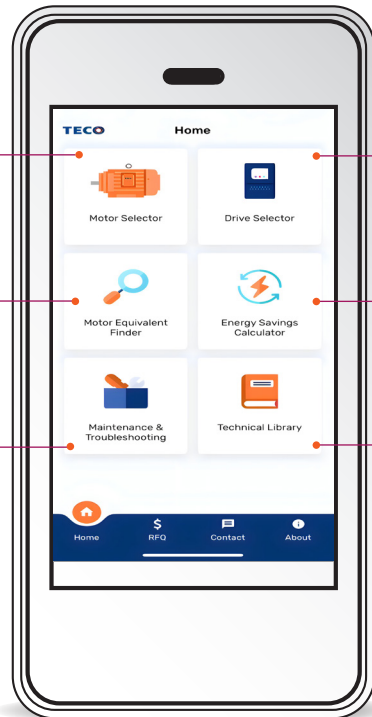 TECO
Home
Motor Selector
Drive Selector
Motor Equivalent
Finder
Energy Savings
Calculator
Maintenance &
Troubleshooting
Technical Library
Home
RFQ
Contact
About